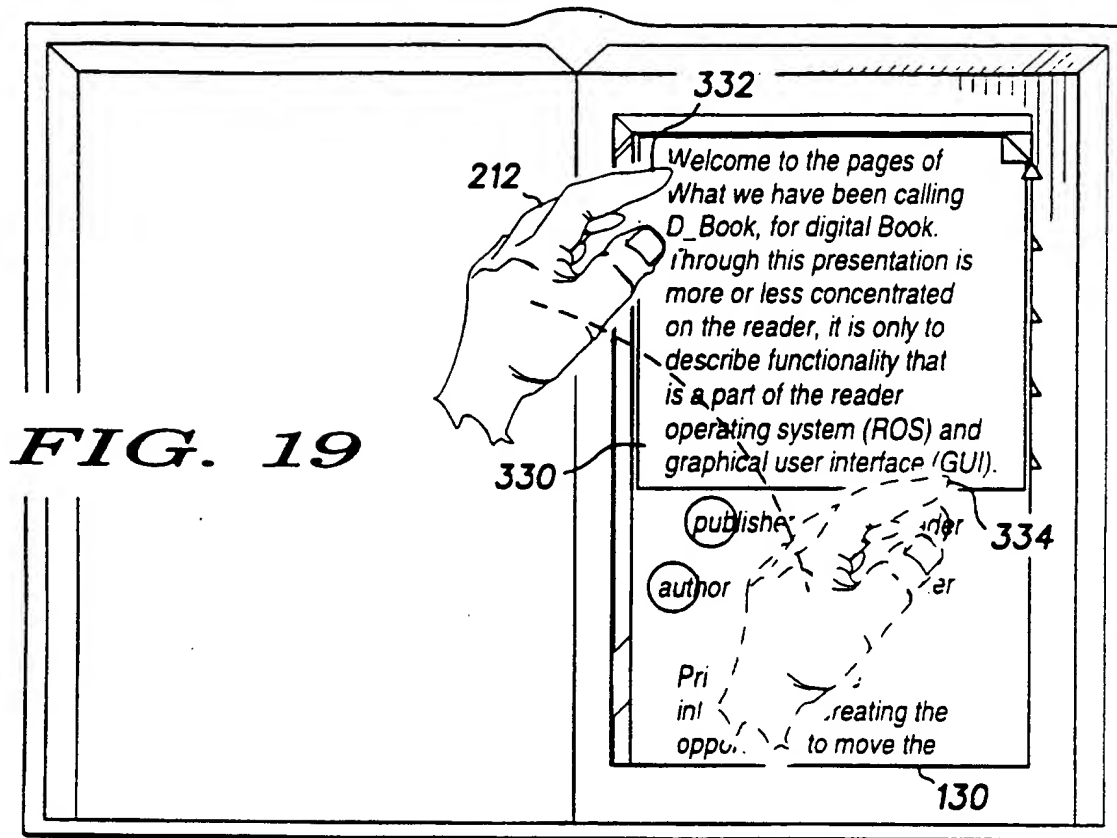 332
212
Welcome to the pages of
What we have been calling
D_Book, for digital Book.
Through this presentation is
more or less concentrated
on the reader, it is only to
describe functionality that
is a part of the reader
operating system (ROS) and
graphical user interface (GUI).
FIG. 19
330
334
author
to move the
130